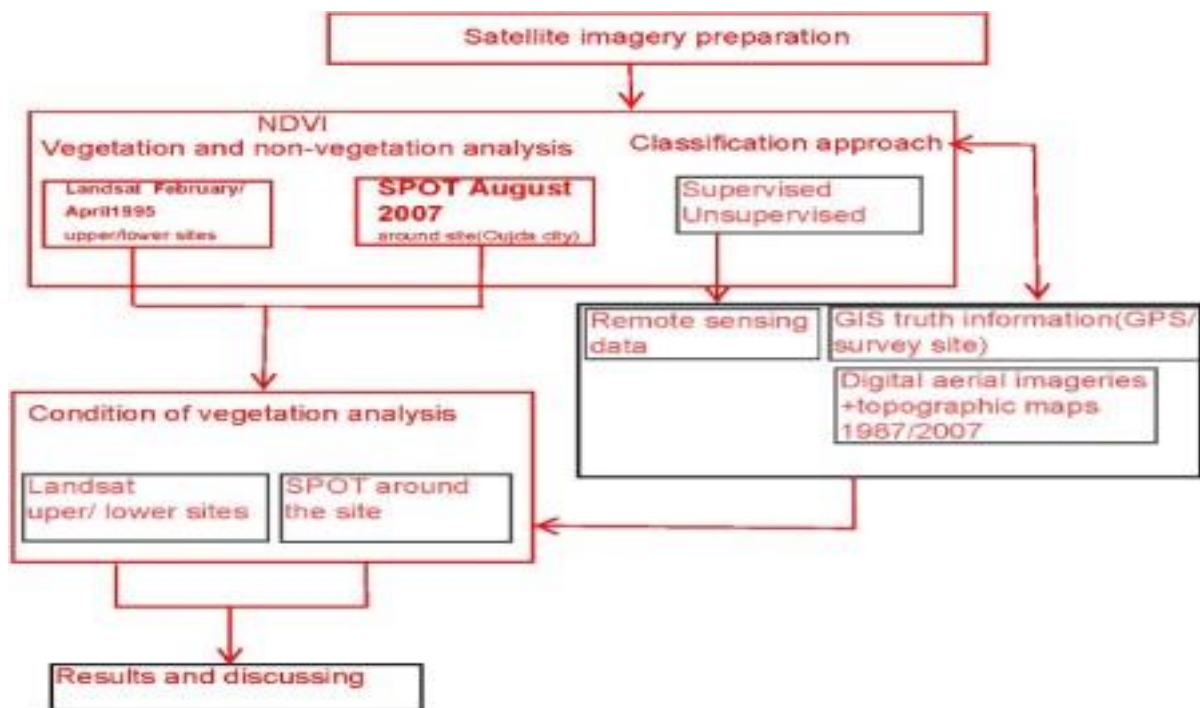 Satellite imagery preparation
NDVI
Vegetation and non-vegetation analysis
Classification approach
Landsat February/
April1995
upper/lower sites
SPOT August
2007
around site(Oujda city)
Supervised
Unsupervised
Remote sensing
data
GIS truth information(GPS/
survey site)
Digital aerial imageries
+topographic maps
1987/2007
Condition of vegetation analysis
Landsat
uper/ lower sites
SPOT around
the site
Results and discussing